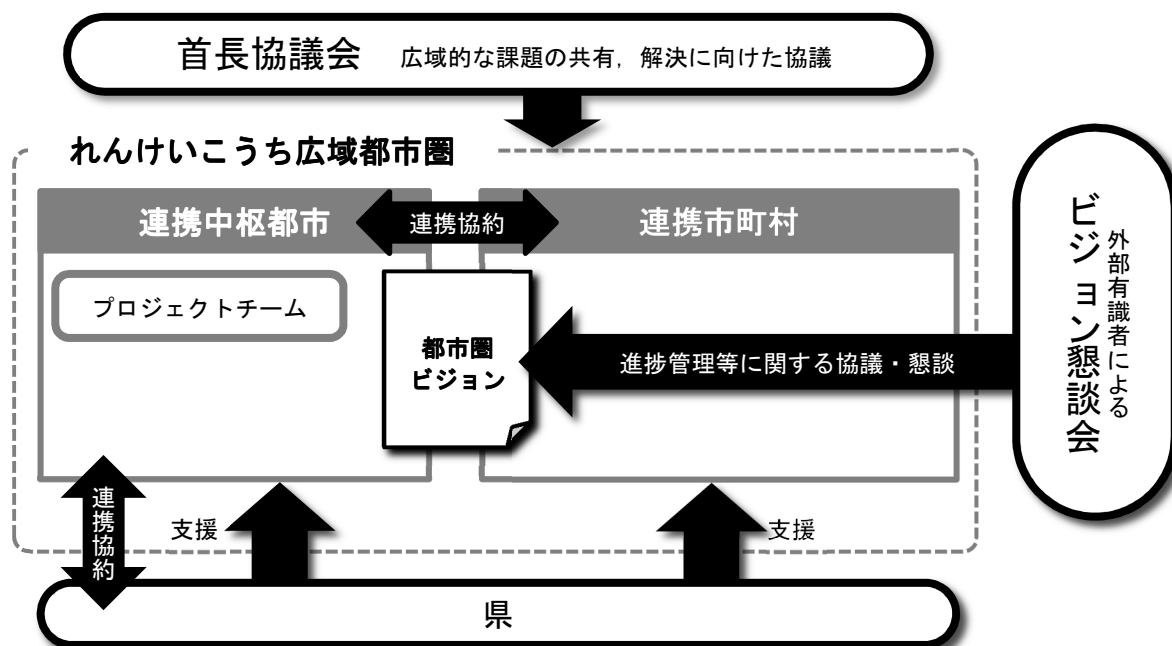 首長協議会 広域的な課題の共有，解決に向けた協議
れんけいこうち広域都市圏
連携中枢都市
連携協約
連携市町村
プロジェクトチーム
都市圏
ビジョン
進捗管理等に関する協議・懇談
外部有識者による
ビジョン懇談会
連携協約
支援
支援
県